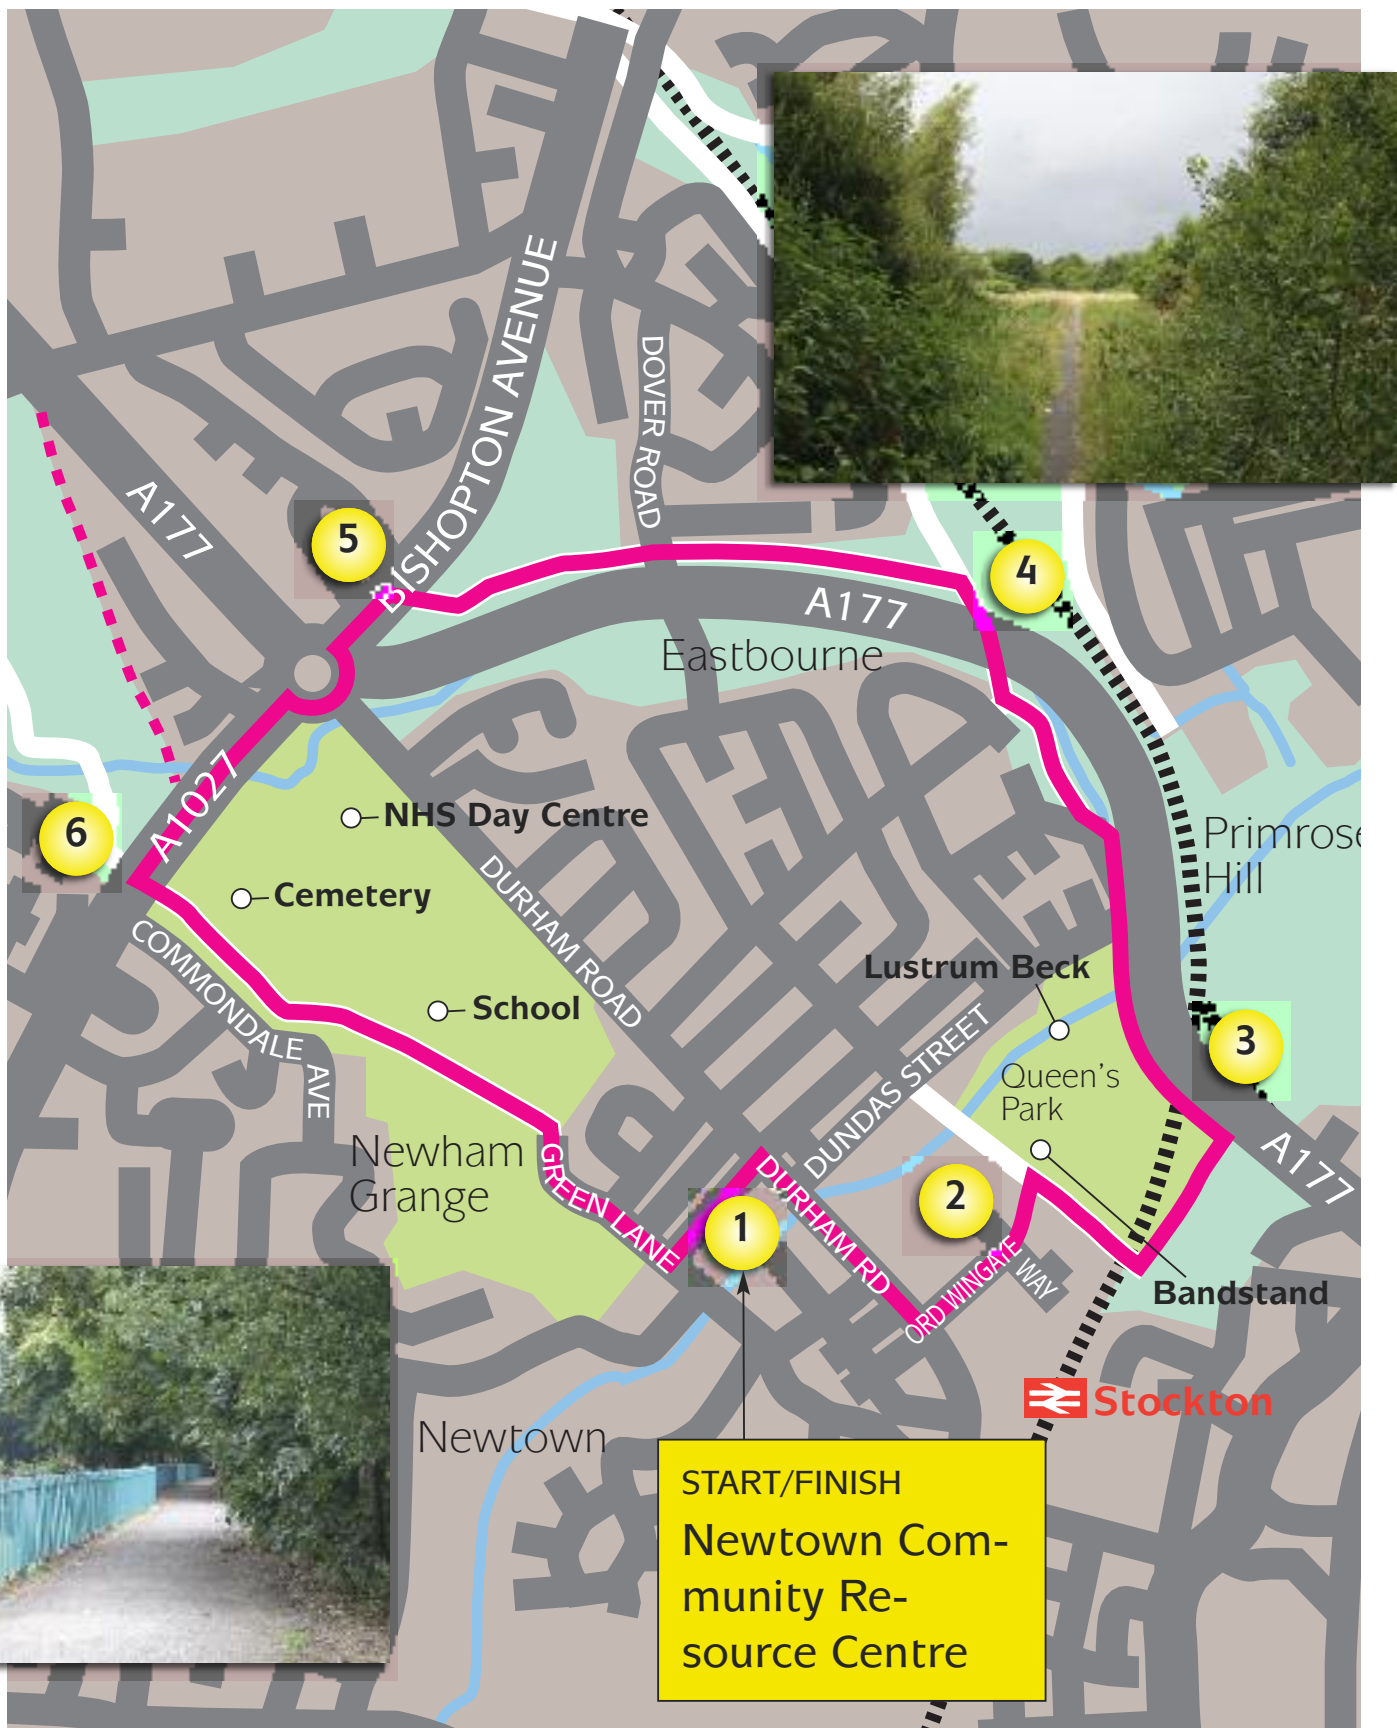 BISHOPTON AVENUE
DOVER ROAD
A177
5
4
A177
Eastbourne
A1027
6
NHS Day Centre
Cemetery
DURHAM ROAD
Primrose
Hill
COMMONDALE
AVE
School
Lustrum Beck
DUNDAS STREET
3
Queen's
Park
A177
Newham
Grange
GREEN LANE
1
DURHAM RD
2
ORD WINGATE
WAY
Bandstand
Stockton
Newtown
START/FINISH
Newtown Com-
munity Re-
source Centre